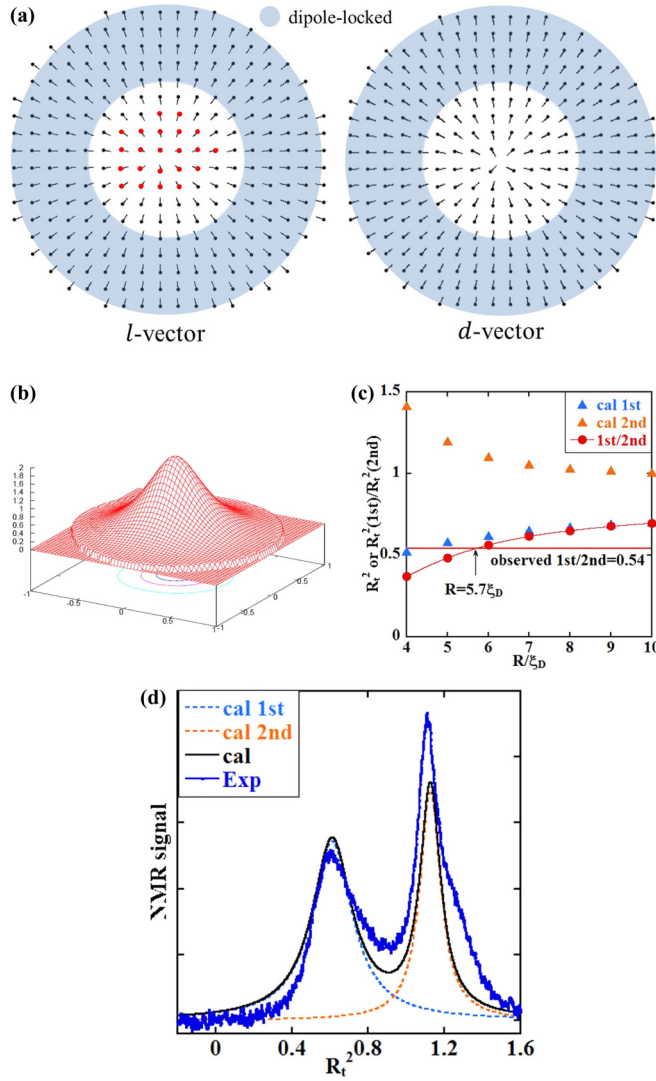 (a)
dipole-locked
l-vector
d-vector
(b)
2
1.8
1.6
1.4
1.2
1
0.8
0.6
0.4
0.2
0
-1
-0.5
0
0.5
1
-1
-0.5
0
0.5
1
(c)
1.5
1
0.5
0
R_t^2 or R_t^2(1st)/R_t^2(2nd)
cal 1st
cal 2nd
1st/2nd
observed 1st/2nd=0.54
R=5.7ξ_D
4 5 6 7 8 9 10
R/ξ_D
(d)
cal 1st
cal 2nd
cal
Exp
NMR signal
0 0.4 0.8 1.2 1.6
R_t^2